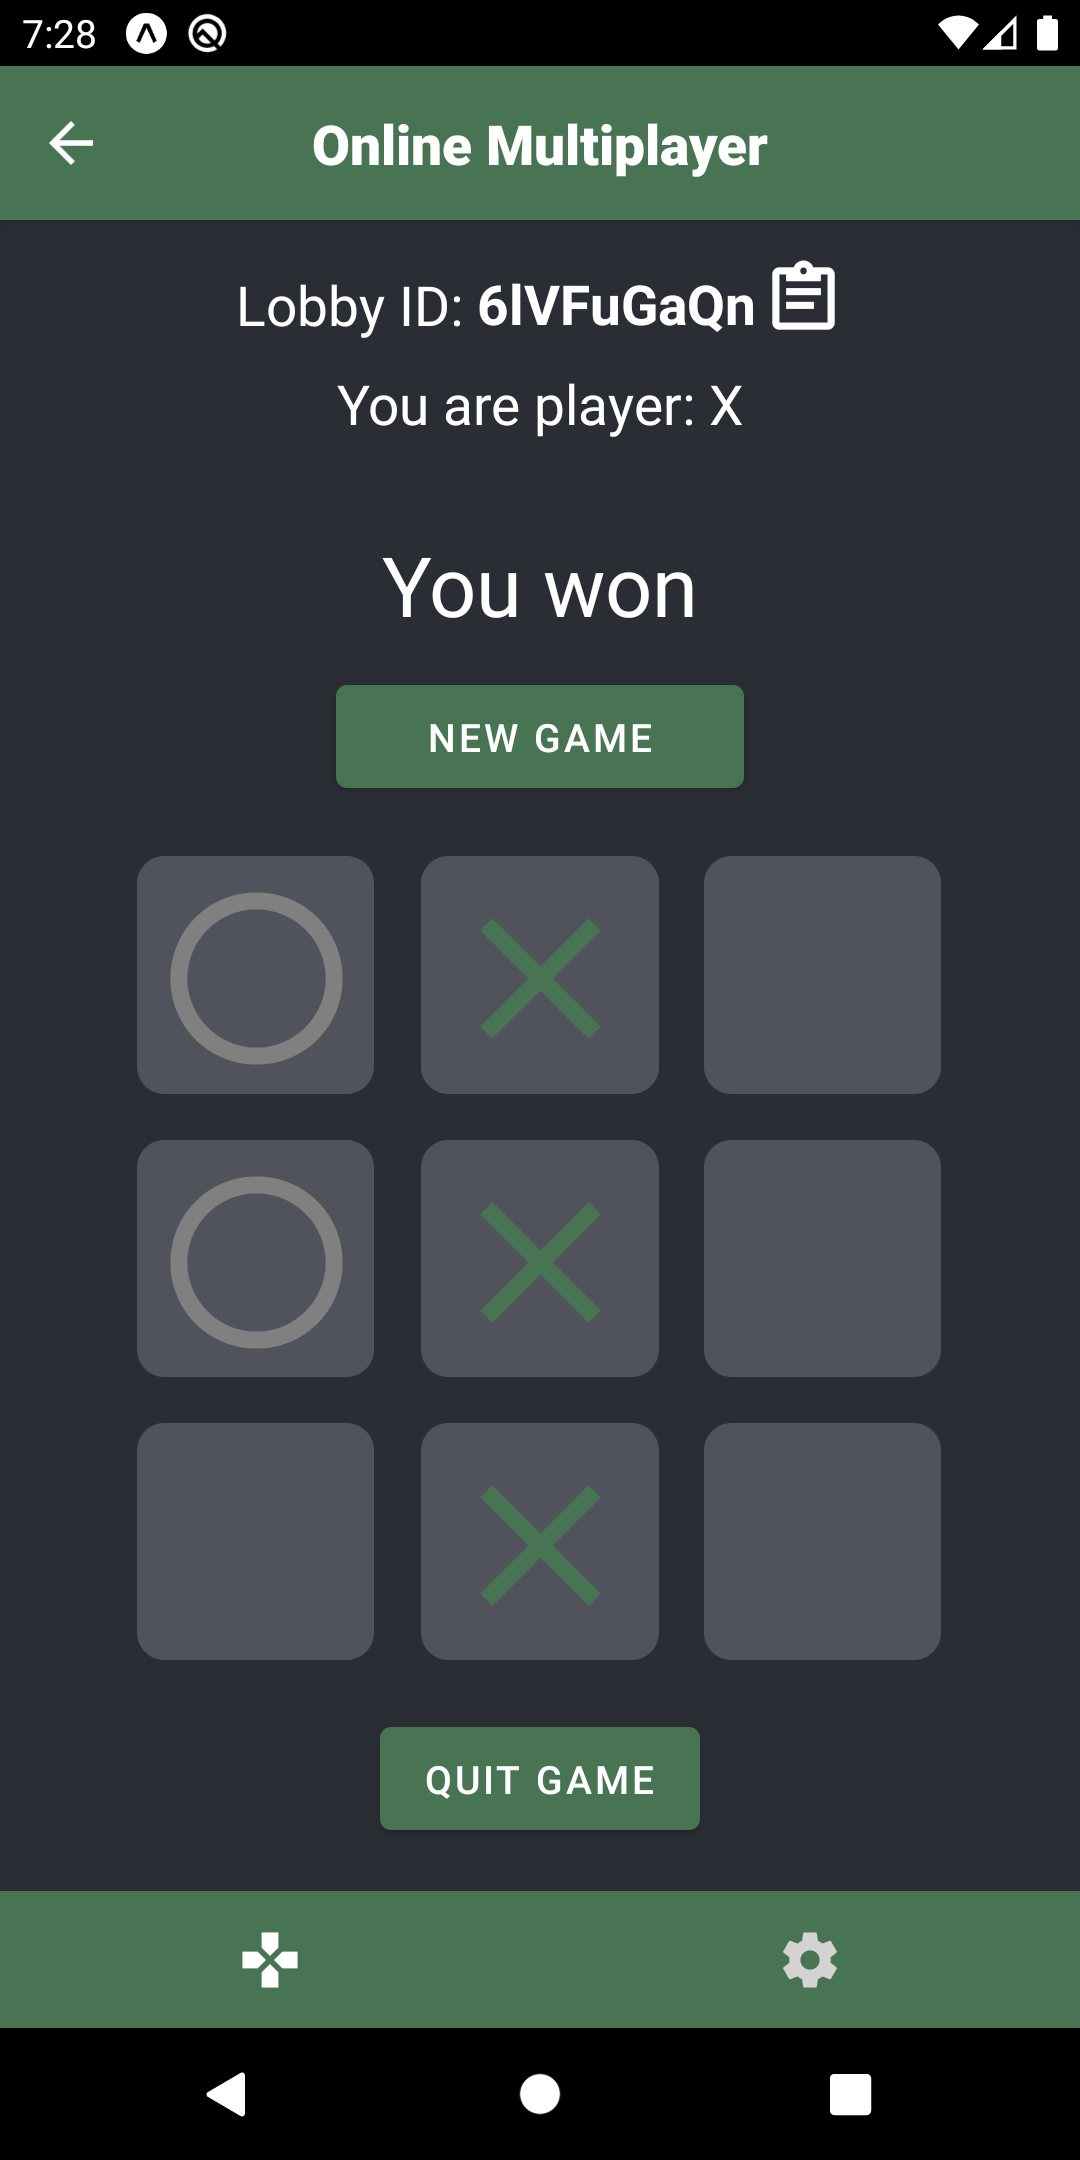 7:28
Online Multiplayer
Lobby ID: 6lVFuGaQn
You are player: X
You won
NEW GAME
QUIT GAME